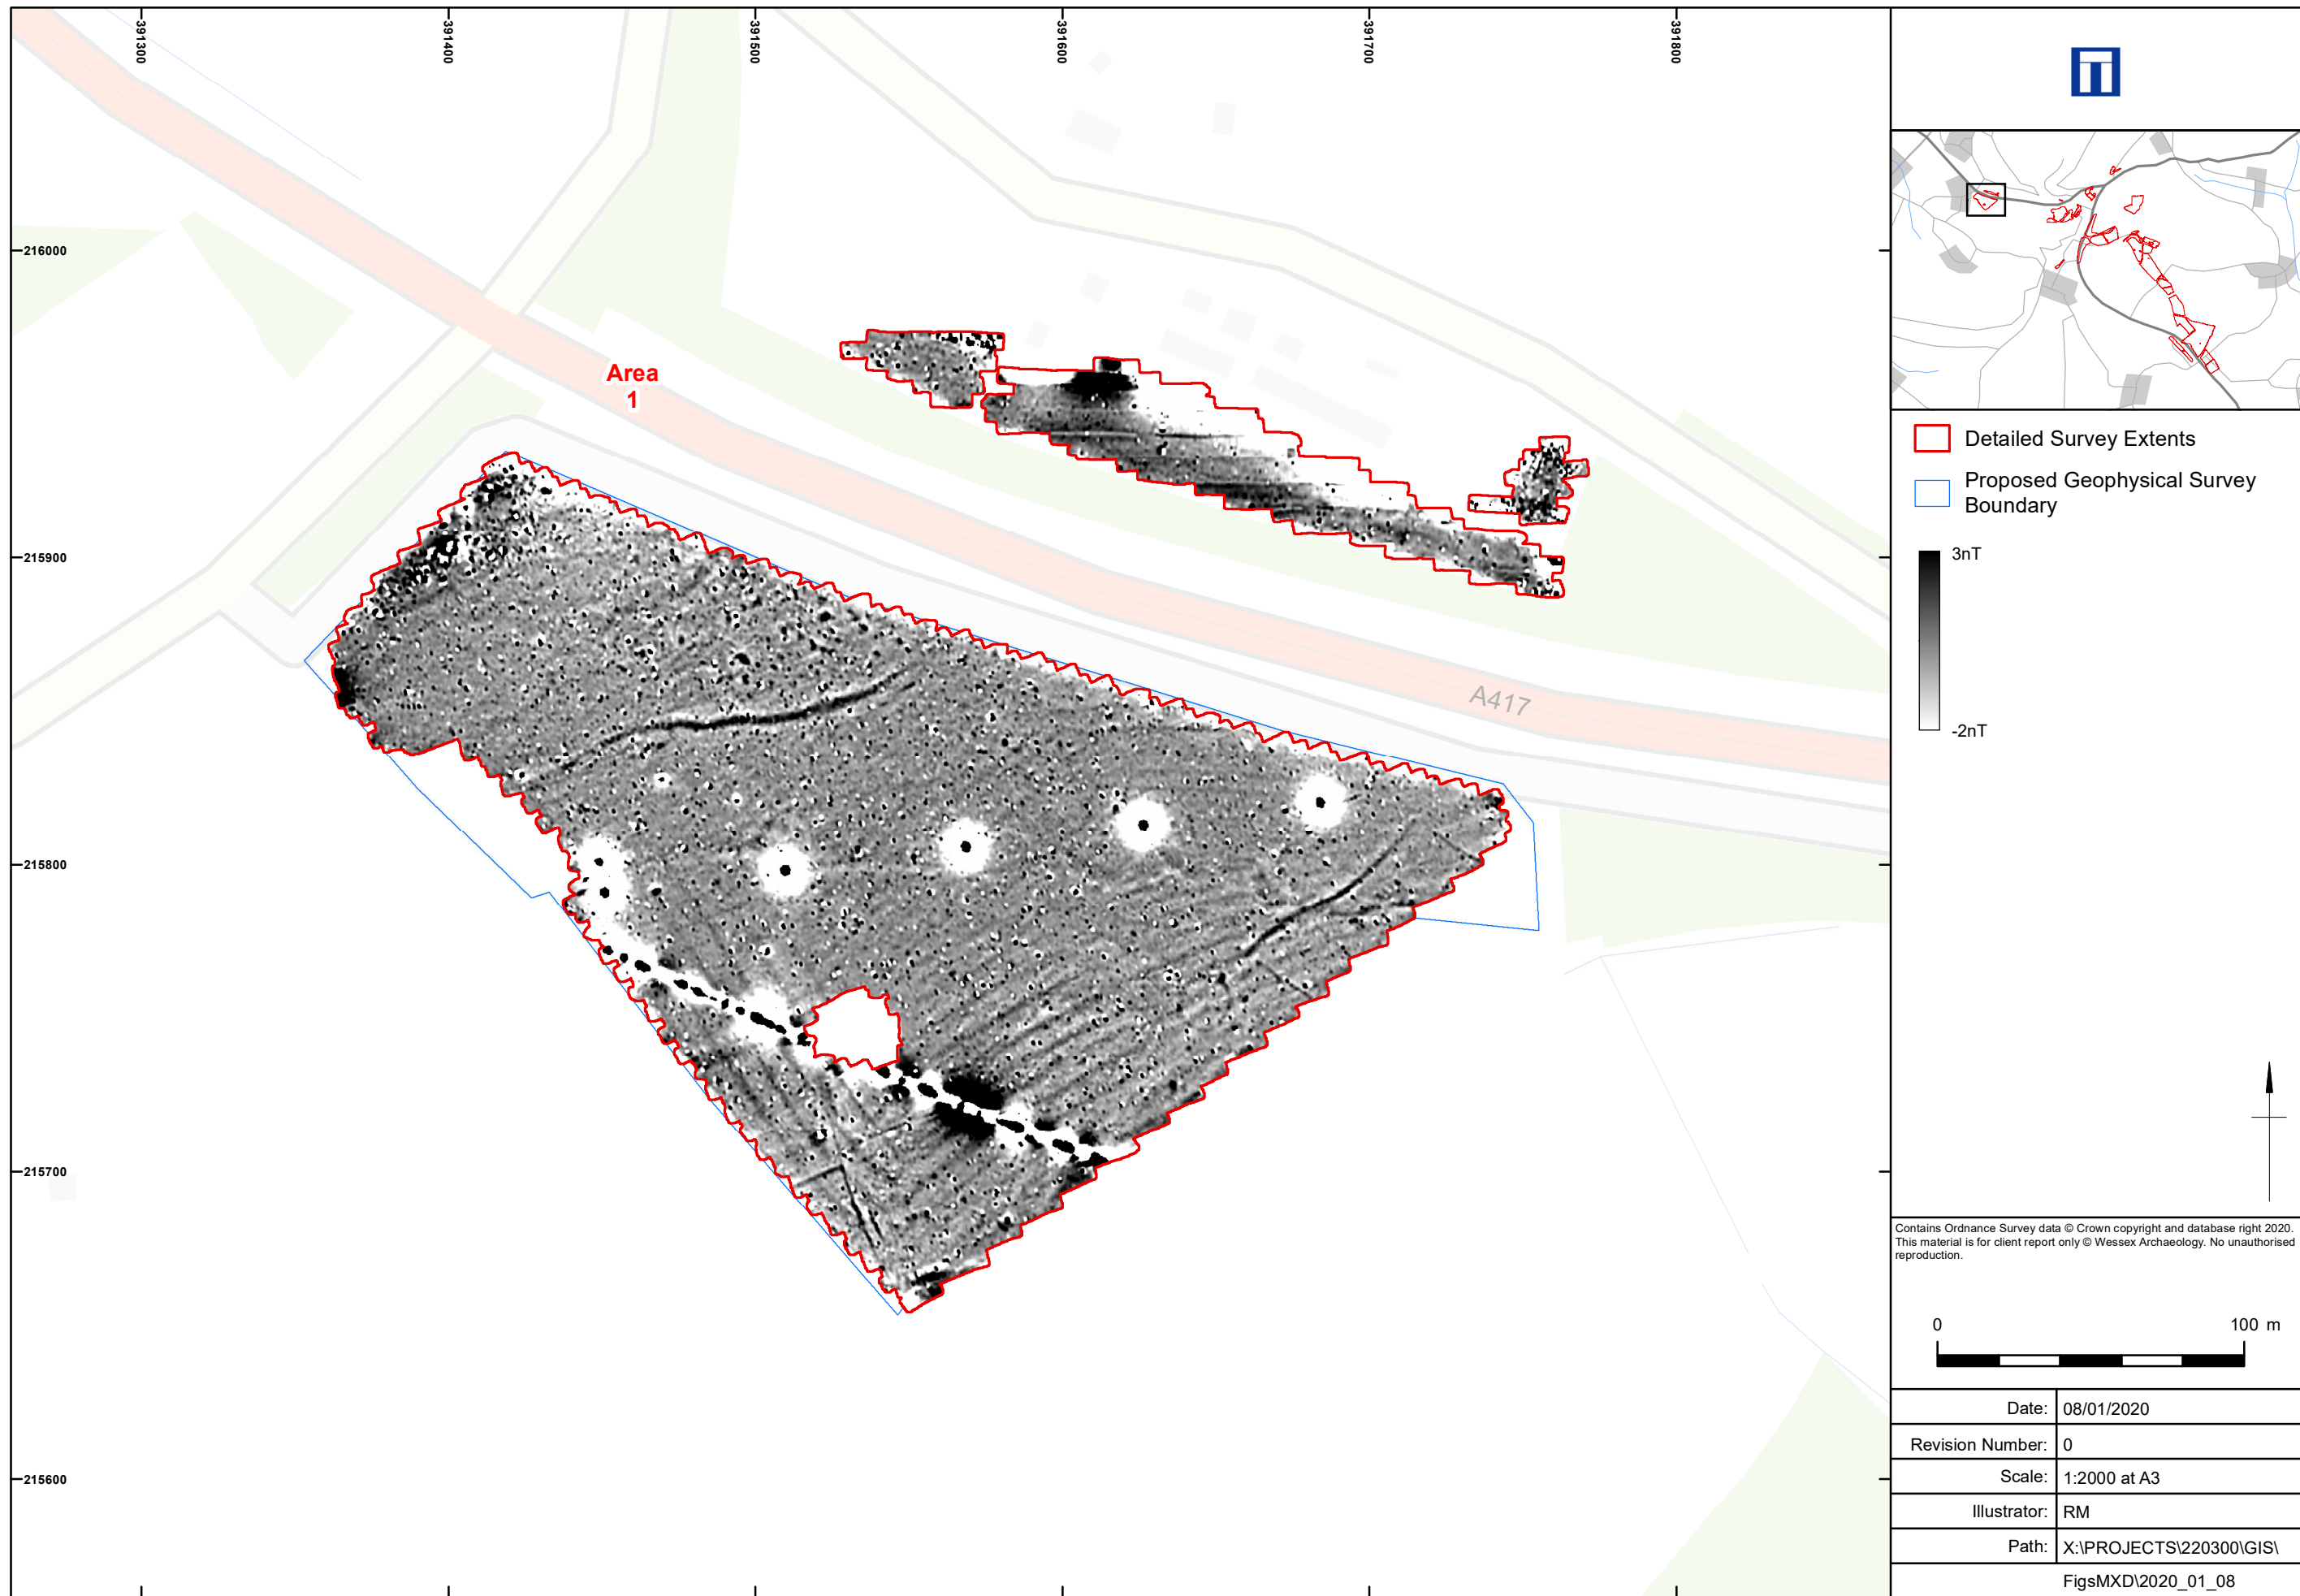 391300
391400
391500
391600
391700
391800
216000
215900
215800
215700
215600
Area
1
A417
Detailed Survey Extents
Proposed Geophysical Survey
Boundary
3nT
-2nT
Contains Ordnance Survey data © Crown copyright and database right 2020.
This material is for client report only © Wessex Archaeology. No unauthorised
reproduction.
0 100 m
Date: 08/01/2020
Revision Number: 0
Scale: 1:2000 at A3
Illustrator: RM
Path: X:\PROJECTS\220300\GIS\
FigsMXD\2020_01_08